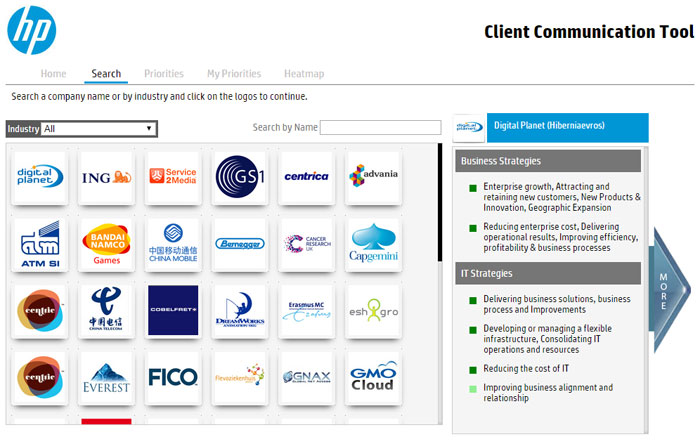 hp
Client Communication Tool
Home Search Priorities My Priorities Heatmap
Search a company name or by industry and click on the logos to continue.
Industry All
Search by Name
digital planet
ING
Service 2Media
GS1
centrica
advania
ATM SI
BANDAI NAMCO Games
中国移动通信
CHINA MOBILE
Bernegger
CANCER RESEARCH UK
Capgemini
centric
中国电信
CHINA TELECOM
COBELFRET
DREAMWORKS
ANIMATION SKG
Erasmus MC
Erasmus
esh gro
centric
EVEREST
FICO
Flevoziekenhuis
GNAX
GLOBAL NET ACCESS
GMO Cloud
digital planet
Digital Planet (Hiberniaevros)
Business Strategies
Enterprise growth, Attracting and
retaining new customers, New Products &
Innovation, Geographic Expansion
Reducing enterprise cost, Delivering
operational results, Improving efficiency,
profitability & business processes
IT Strategies
Delivering business solutions, business
process and Improvements
Developing or managing a flexible
infrastructure, Consolidating IT
operations and resources
Reducing the cost of IT
Improving business alignment and
relationship
MORE